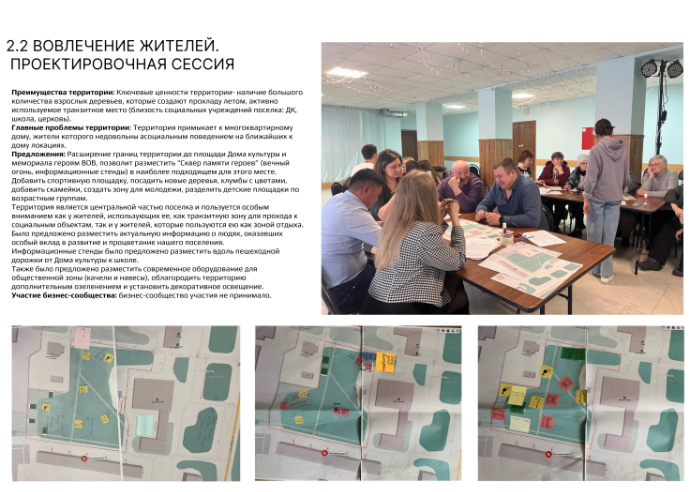 2.2 ВОВЛЕЧЕНИЕ ЖИТЕЛЕЙ.
ПРОЕКТИРОВОЧНАЯ СЕССИЯ
Преимущества территории: Ключевые ценности территории- наличие большого
количества взрослых деревьев, которые создают прохладу летом, активно
используемое транзитное место (близость социальных учреждений поселка: ДК,
школа, церковь).
Главные проблемы территории: Территория примыкает к многоквартирному
дому, жители которого недовольны асоциальным поведением на ближайших к
дому локациях.
Предложения: Расширение границ территории до площади Дома культуры и
мемориала героям ВОВ, позволит разместить "Сквер памяти героев" (вечный
огонь, информационные стенды) в наиболее подходящем для этого месте.
Добавить спортивную площадку, посадить новые деревья, клумбы с цветами,
добавить скамейки, создать зону для молодежи, разделить детские площадки по
возрастным группам.
Территория является центральной частью поселка и пользуется особым
вниманием как у жителей, использующих ее, как транзитную зону для прохода к
социальным объектам, так и у жителей, которые пользуются ею как зоной отдыха.
Было предложено разместить актуальную информацию о людях, оказавших
особый вклад в развитие и процветание нашего поселения.
Информационные стенды было предложено разместить вдоль пешеходной
дорожки от Дома культуры к школе.
Также было предложено разместить современное оборудование для
общественной зоны (качели и навесы), облагородить территорию
дополнительным озеленением и установить декоративное освещение.
Участие бизнес-сообщества: бизнес-сообщество участия не принимало.